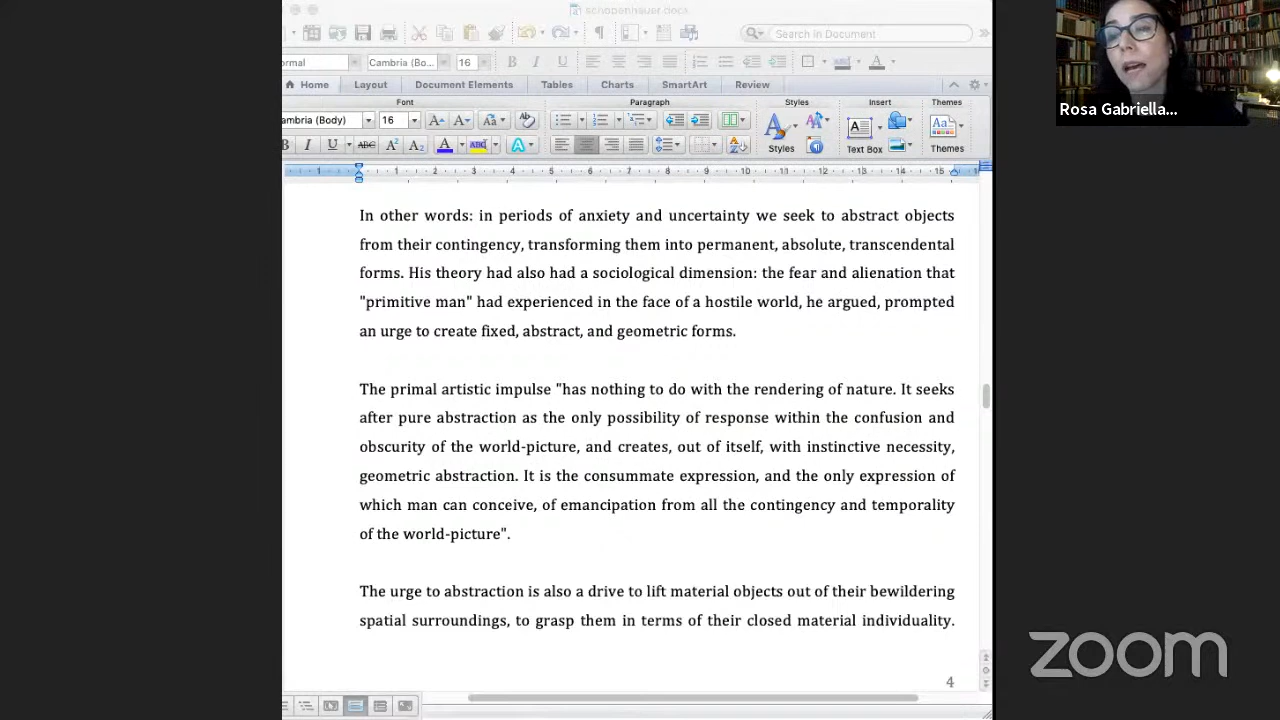 schopenhauer.docx
Search in Document
ormal
Cambria (Bo...
16
Home
Layout
Document Elements
Tables
Charts
SmartArt
Review
Font
Paragraph
Styles
Insert
Themes
ambria (Body)
16
Styles
Text Box
Themes
In other words: in periods of anxiety and uncertainty we seek to abstract objects
from their contingency, transforming them into permanent, absolute, transcendental
forms. His theory had also had a sociological dimension: the fear and alienation that
"primitive man" had experienced in the face of a hostile world, he argued, prompted
an urge to create fixed, abstract, and geometric forms.
The primal artistic impulse "has nothing to do with the rendering of nature. It seeks
after pure abstraction as the only possibility of response within the confusion and
obscurity of the world-picture, and creates, out of itself, with instinctive necessity,
geometric abstraction. It is the consummate expression, and the only expression of
which man can conceive, of emancipation from all the contingency and temporality
of the world-picture".
The urge to abstraction is also a drive to lift material objects out of their bewildering
spatial surroundings, to grasp them in terms of their closed material individuality.
4
Rosa Gabriella...
zoom